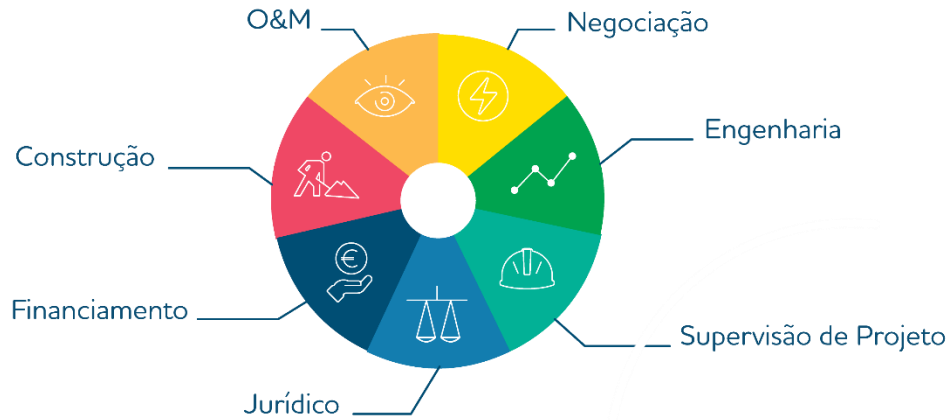 O&M
Negociação
Engenharia
Construção
Financiamento
Supervisão de Projeto
Jurídico
€